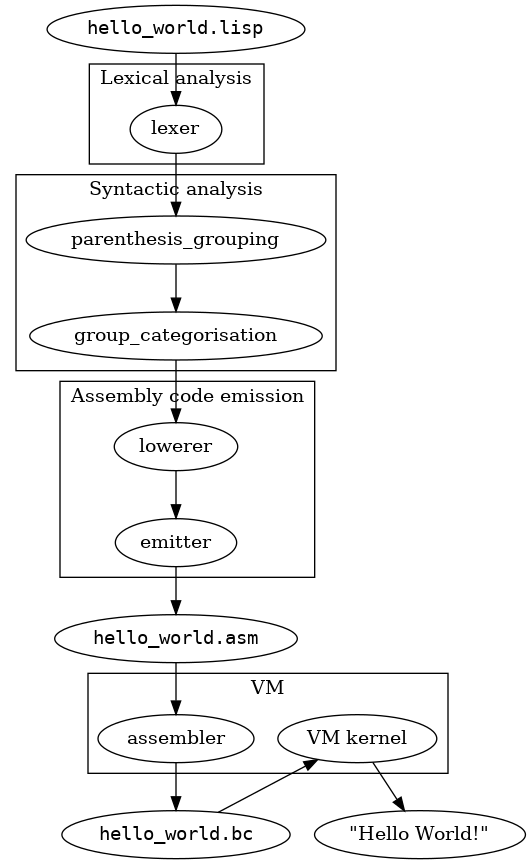 hello_world.lisp
Lexical analysis
lexer
Syntactic analysis
parenthesis_grouping
group_categorisation
Assembly code emission
lowerer
emitter
hello_world.asm
VM
assembler
VM kernel
hello_world.bc
"Hello World!"